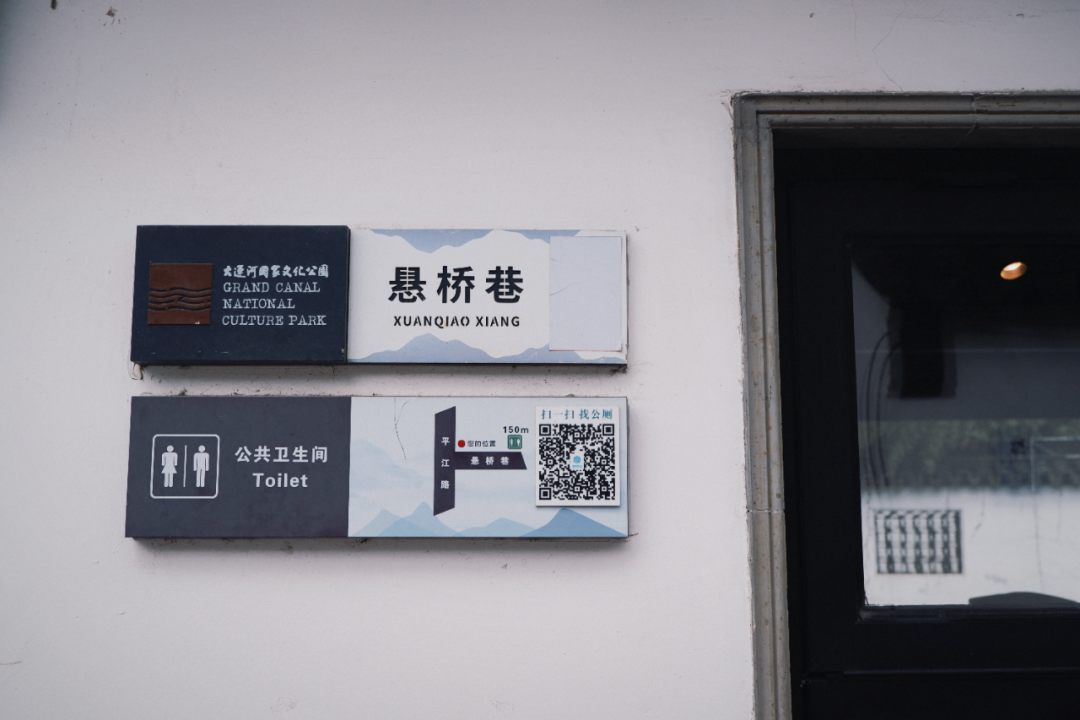 大运河国家文化公園
GRAND CANAL
NATIONAL
CULTURE PARK
悬桥巷
XUANQIAO XIANG
公共卫生间
Toilet
平江路
您的位置
150m
悬桥巷
扫一扫 找公厕